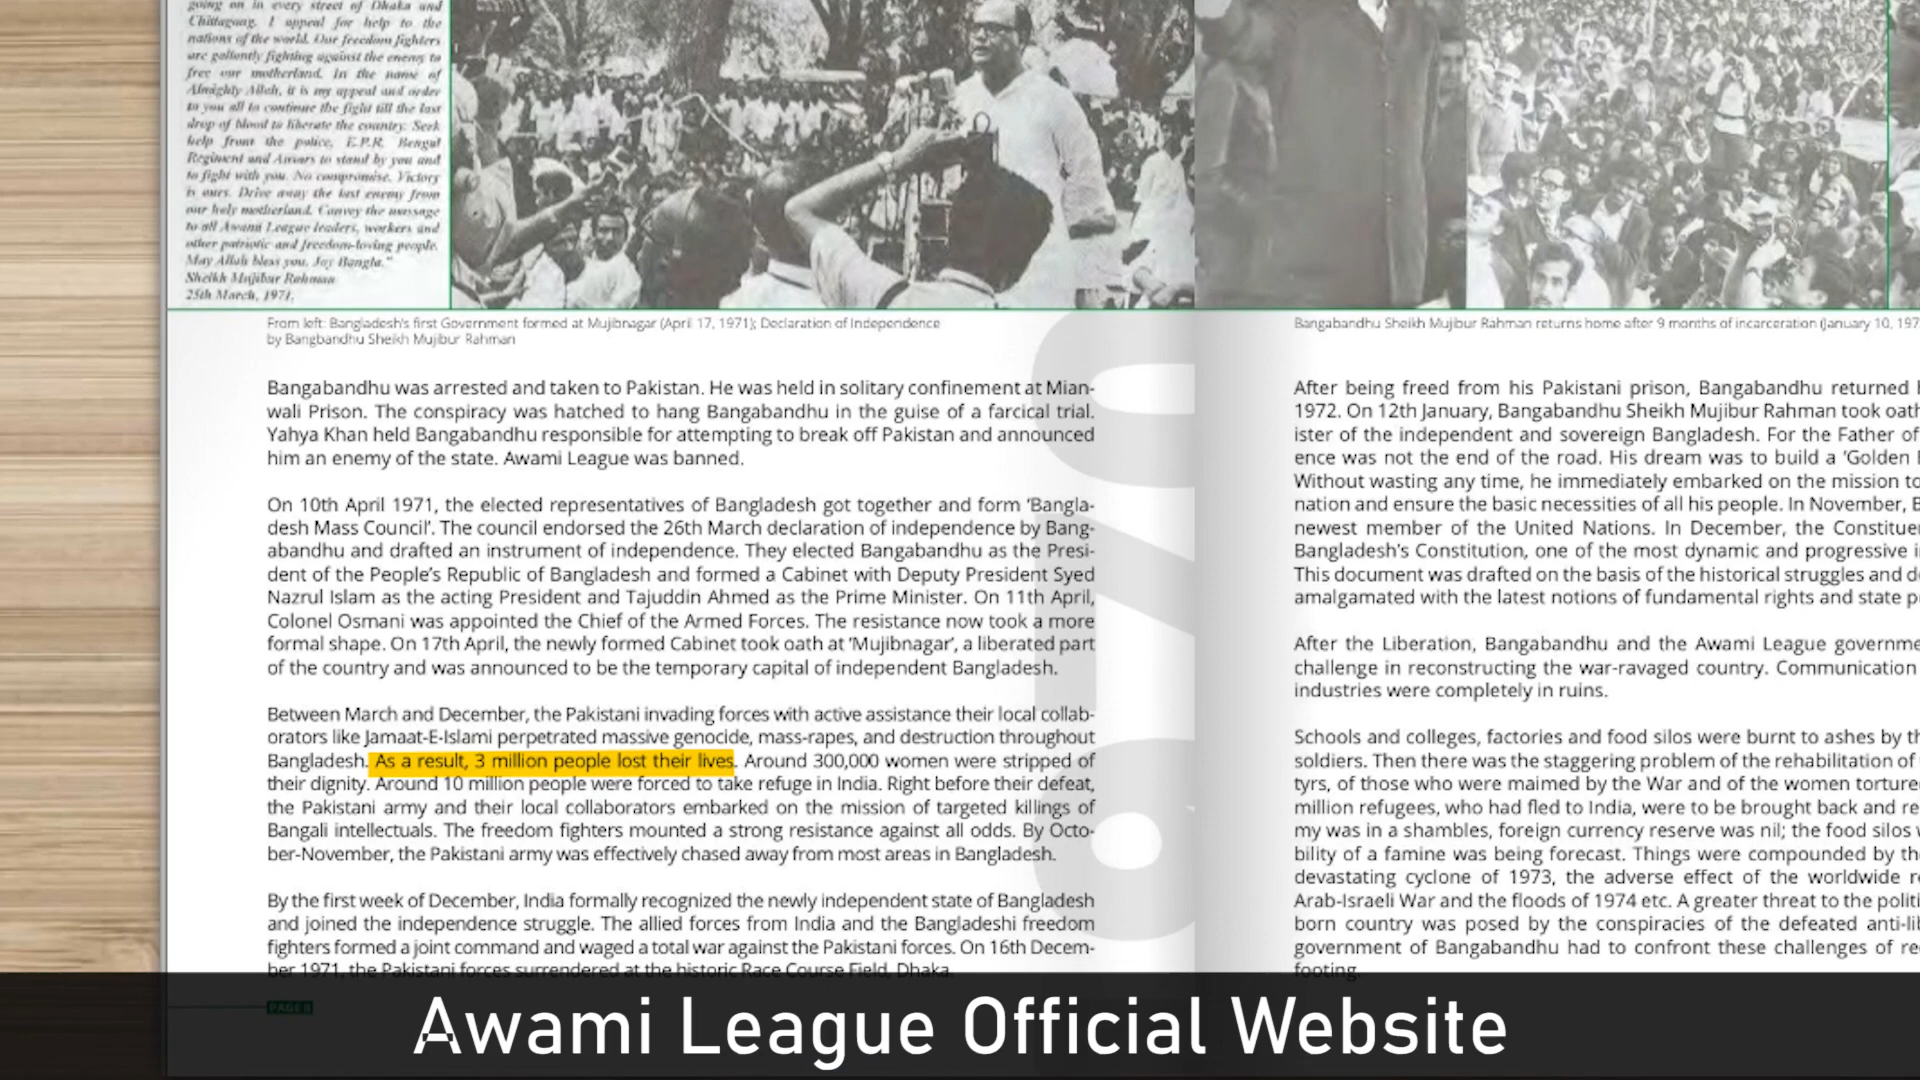 going on in every street of Dhaka and
Chittagong. I appeal for help to the
nations of the world. Our freedom fighters
are gallantly fighting against the enemy to
free our motherland. In the name of
Almighty Allah, it is my appeal and order
to you all to continue the fight till the last
drop of blood to liberate the country. Seek
help from the police, E.P.R. Bengal
Regiment and Ansars to stand by you and
to fight with you. No compromise. Victory
is ours. Drive away the last enemy from
our holy motherland. Convey the message
to all Awami League leaders, workers and
other patriotic and freedom-loving people.
May Allah bless you. Joy Bangla."
Sheikh Mujibur Rahman
25th March, 1971.
From left: Bangladesh's first Government formed at Mujibnagar (April 17, 1971); Declaration of Independence
by Bangbandhu Sheikh Mujibur Rahman
Bangabandhu was arrested and taken to Pakistan. He was held in solitary confinement at Mian-
wali Prison. The conspiracy was hatched to hang Bangabandhu in the guise of a farcical trial.
Yahya Khan held Bangabandhu responsible for attempting to break off Pakistan and announced
him an enemy of the state. Awami League was banned.
On 10th April 1971, the elected representatives of Bangladesh got together and form 'Bangla-
desh Mass Council'. The council endorsed the 26th March declaration of independence by Bang-
abandhu and drafted an instrument of independence. They elected Bangabandhu as the Presi-
dent of the People's Republic of Bangladesh and formed a Cabinet with Deputy President Syed
Nazrul Islam as the acting President and Tajuddin Ahmed as the Prime Minister. On 11th April,
Colonel Osmani was appointed the Chief of the Armed Forces. The resistance now took a more
formal shape. On 17th April, the newly formed Cabinet took oath at 'Mujibnagar', a liberated part
of the country and was announced to be the temporary capital of independent Bangladesh.
Between March and December, the Pakistani invading forces with active assistance their local collab-
orators like Jamaat-E-Islami perpetrated massive genocide, mass-rapes, and destruction throughout
Bangladesh. As a result, 3 million people lost their lives. Around 300,000 women were stripped of
their dignity. Around 10 million people were forced to take refuge in India. Right before their defeat,
the Pakistani army and their local collaborators embarked on the mission of targeted killings of
Bangali intellectuals. The freedom fighters mounted a strong resistance against all odds. By Octo-
ber-November, the Pakistani army was effectively chased away from most areas in Bangladesh.
By the first week of December, India formally recognized the newly independent state of Bangladesh
and joined the independence struggle. The allied forces from India and the Bangladeshi freedom
fighters formed a joint command and waged a total war against the Pakistani forces. On 16th Decem-
ber 1971, the Pakistani forces surrendered at the historic Race Course Field, Dhaka.
PAGE 8
Bangabandhu Sheikh Mujibur Rahman returns home after 9 months of incarceration (January 10, 197
After being freed from his Pakistani prison, Bangabandhu returned
1972. On 12th January, Bangabandhu Sheikh Mujibur Rahman took oath
ister of the independent and sovereign Bangladesh. For the Father of
ence was not the end of the road. His dream was to build a 'Golden
Without wasting any time, he immediately embarked on the mission to
nation and ensure the basic necessities of all his people. In November,
newest member of the United Nations. In December, the Constitue
Bangladesh's Constitution, one of the most dynamic and progressive
This document was drafted on the basis of the historical struggles and
amalgamated with the latest notions of fundamental rights and state
After the Liberation, Bangabandhu and the Awami League governme
challenge in reconstructing the war-ravaged country. Communication
industries were completely in ruins.
Schools and colleges, factories and food silos were burnt to ashes by
soldiers. Then there was the staggering problem of the rehabilitation of
tyrs, of those who were maimed by the War and of the women torture
million refugees, who had fled to India, were to be brought back and re
my was in a shambles, foreign currency reserve was nil; the food silos
bility of a famine was being forecast. Things were compounded by the
devastating cyclone of 1973, the adverse effect of the worldwide
Arab-Israeli War and the floods of 1974 etc. A greater threat to the politi
born country was posed by the conspiracies of the defeated anti-li
government of Bangabandhu had to confront these challenges of re
footing.
Awami League Official Website